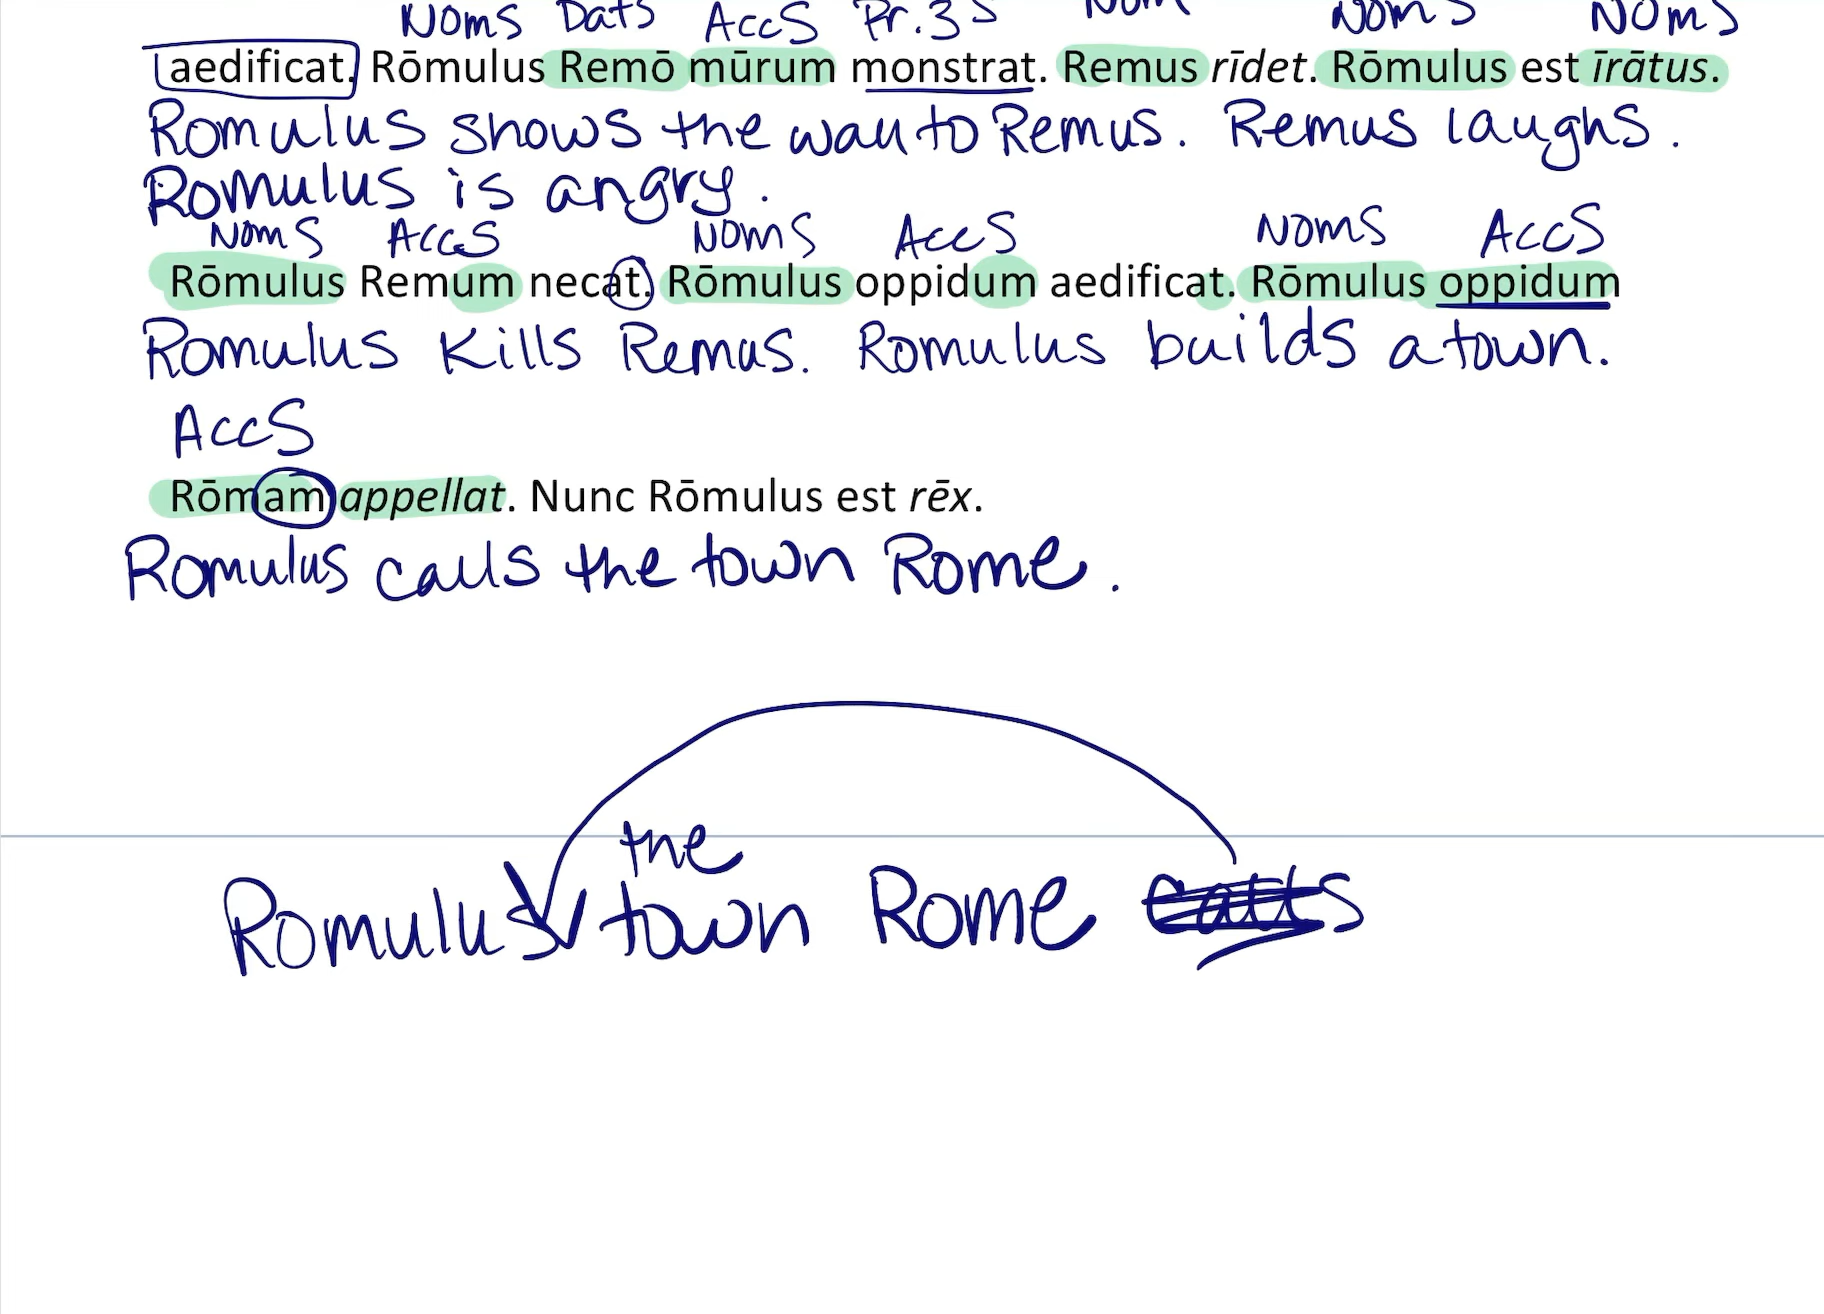 NOMS DatS AccS Pr.3S Nom NomS NOMS
aedificat. Rōmulus Remō mūrum monstrat. Remus rīdet. Rōmulus est īrātus.
Romulus shows the wall to Remus. Remus laughs.
Romulus is angry.
NomS AccS NOMS AccS NOMS AccS
Rōmulus Remum necat. Rōmulus oppidum aedificat. Rōmulus oppidum
Romulus kills Remus. Romulus builds a town.
AccS
Rōmam appellat. Nunc Rōmulus est rēx.
Romulus calls the town Rome.
the
Romulus town Rome calls